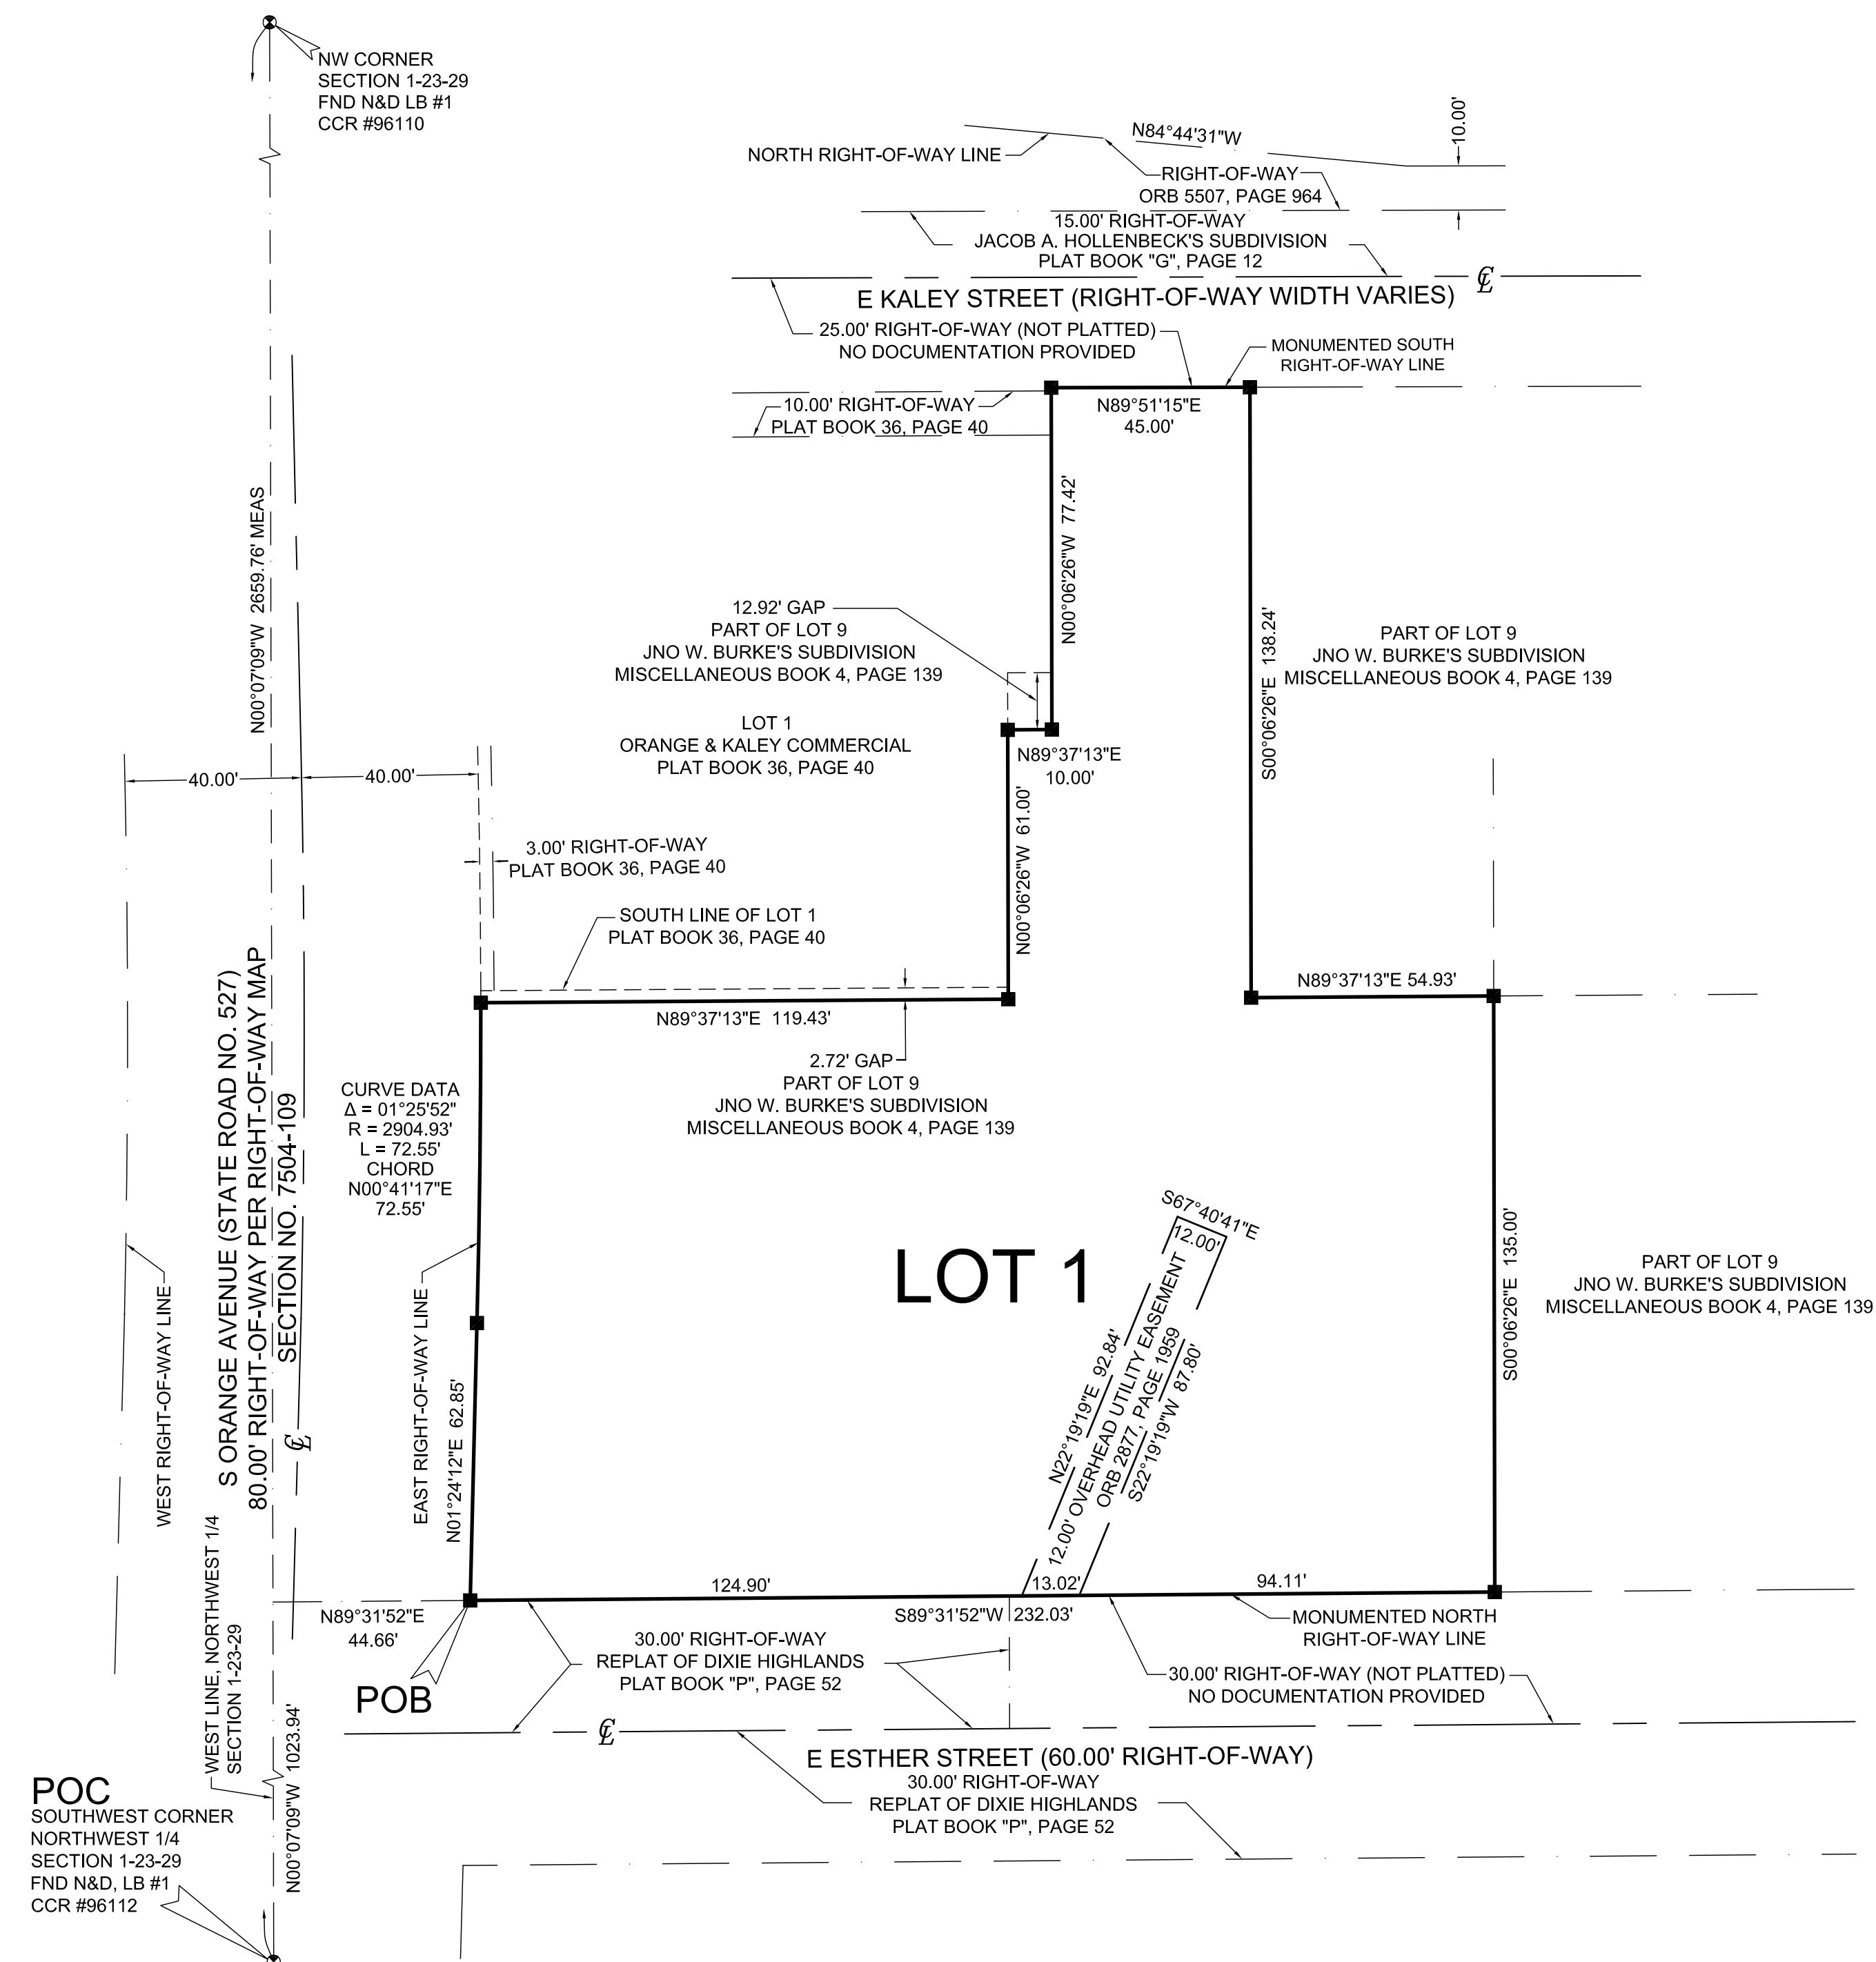 NW CORNER
SECTION 1-23-29
FND N&D LB #1
CCR #96110
N84°44'31"W
10.00'
NORTH RIGHT-OF-WAY LINE
RIGHT-OF-WAY
ORB 5507, PAGE 964
15.00' RIGHT-OF-WAY
JACOB A. HOLLENBECK'S SUBDIVISION
PLAT BOOK "G", PAGE 12
E KALEY STREET (RIGHT-OF-WAY WIDTH VARIES)
℄
25.00' RIGHT-OF-WAY (NOT PLATTED)
NO DOCUMENTATION PROVIDED
MONUMENTED SOUTH
RIGHT-OF-WAY LINE
10.00' RIGHT-OF-WAY
PLAT BOOK 36, PAGE 40
N89°51'15"E
45.00'
N00°06'26"W 77.42'
N00°07'09"W 2659.76' MEAS
12.92' GAP
PART OF LOT 9
JNO W. BURKE'S SUBDIVISION
MISCELLANEOUS BOOK 4, PAGE 139
S00°06'26"E 138.24'
PART OF LOT 9
JNO W. BURKE'S SUBDIVISION
MISCELLANEOUS BOOK 4, PAGE 139
LOT 1
ORANGE & KALEY COMMERCIAL
PLAT BOOK 36, PAGE 40
N89°37'13"E
10.00'
40.00'
40.00'
N00°06'26"W 61.00'
3.00' RIGHT-OF-WAY
PLAT BOOK 36, PAGE 40
SOUTH LINE OF LOT 1
PLAT BOOK 36, PAGE 40
N89°37'13"E 54.93'
N89°37'13"E 119.43'
2.72' GAP
PART OF LOT 9
JNO W. BURKE'S SUBDIVISION
MISCELLANEOUS BOOK 4, PAGE 139
CURVE DATA
Δ = 01°25'52"
R = 2904.93'
L = 72.55'
CHORD
N00°41'17"E
72.55'
S ORANGE AVENUE (STATE ROAD NO. 527)
80.00' RIGHT-OF-WAY PER RIGHT-OF-WAY MAP
SECTION NO. 7504-109
℄
WEST RIGHT-OF-WAY LINE
EAST RIGHT-OF-WAY LINE
N01°24'12"E 62.85'
LOT 1
S67°40'41"E
12.00'
N22°19'19"E 92.84'
12.00' OVERHEAD UTILITY EASEMENT
ORB 2877, PAGE 1959
S22°19'19"W 87.80'
S00°06'26"E 135.00'
PART OF LOT 9
JNO W. BURKE'S SUBDIVISION
MISCELLANEOUS BOOK 4, PAGE 139
124.90'
13.02'
94.11'
N89°31'52"E
44.66'
S89°31'52"W 232.03'
MONUMENTED NORTH
RIGHT-OF-WAY LINE
30.00' RIGHT-OF-WAY
REPLAT OF DIXIE HIGHLANDS
PLAT BOOK "P", PAGE 52
30.00' RIGHT-OF-WAY (NOT PLATTED)
NO DOCUMENTATION PROVIDED
POB
WEST LINE, NORTHWEST 1/4
SECTION 1-23-29
N00°07'09"W 1023.94'
℄
E ESTHER STREET (60.00' RIGHT-OF-WAY)
30.00' RIGHT-OF-WAY
REPLAT OF DIXIE HIGHLANDS
PLAT BOOK "P", PAGE 52
POC
SOUTHWEST CORNER
NORTHWEST 1/4
SECTION 1-23-29
FND N&D, LB #1
CCR #96112